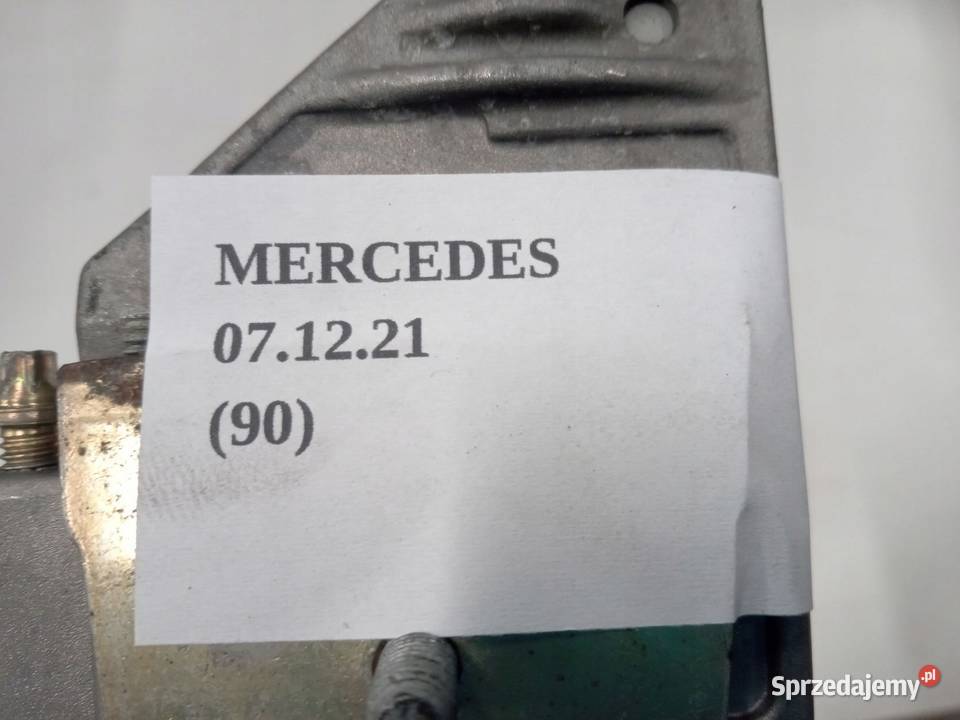 MERCEDES
07.12.21
(90)
Sprzedajemy.pl